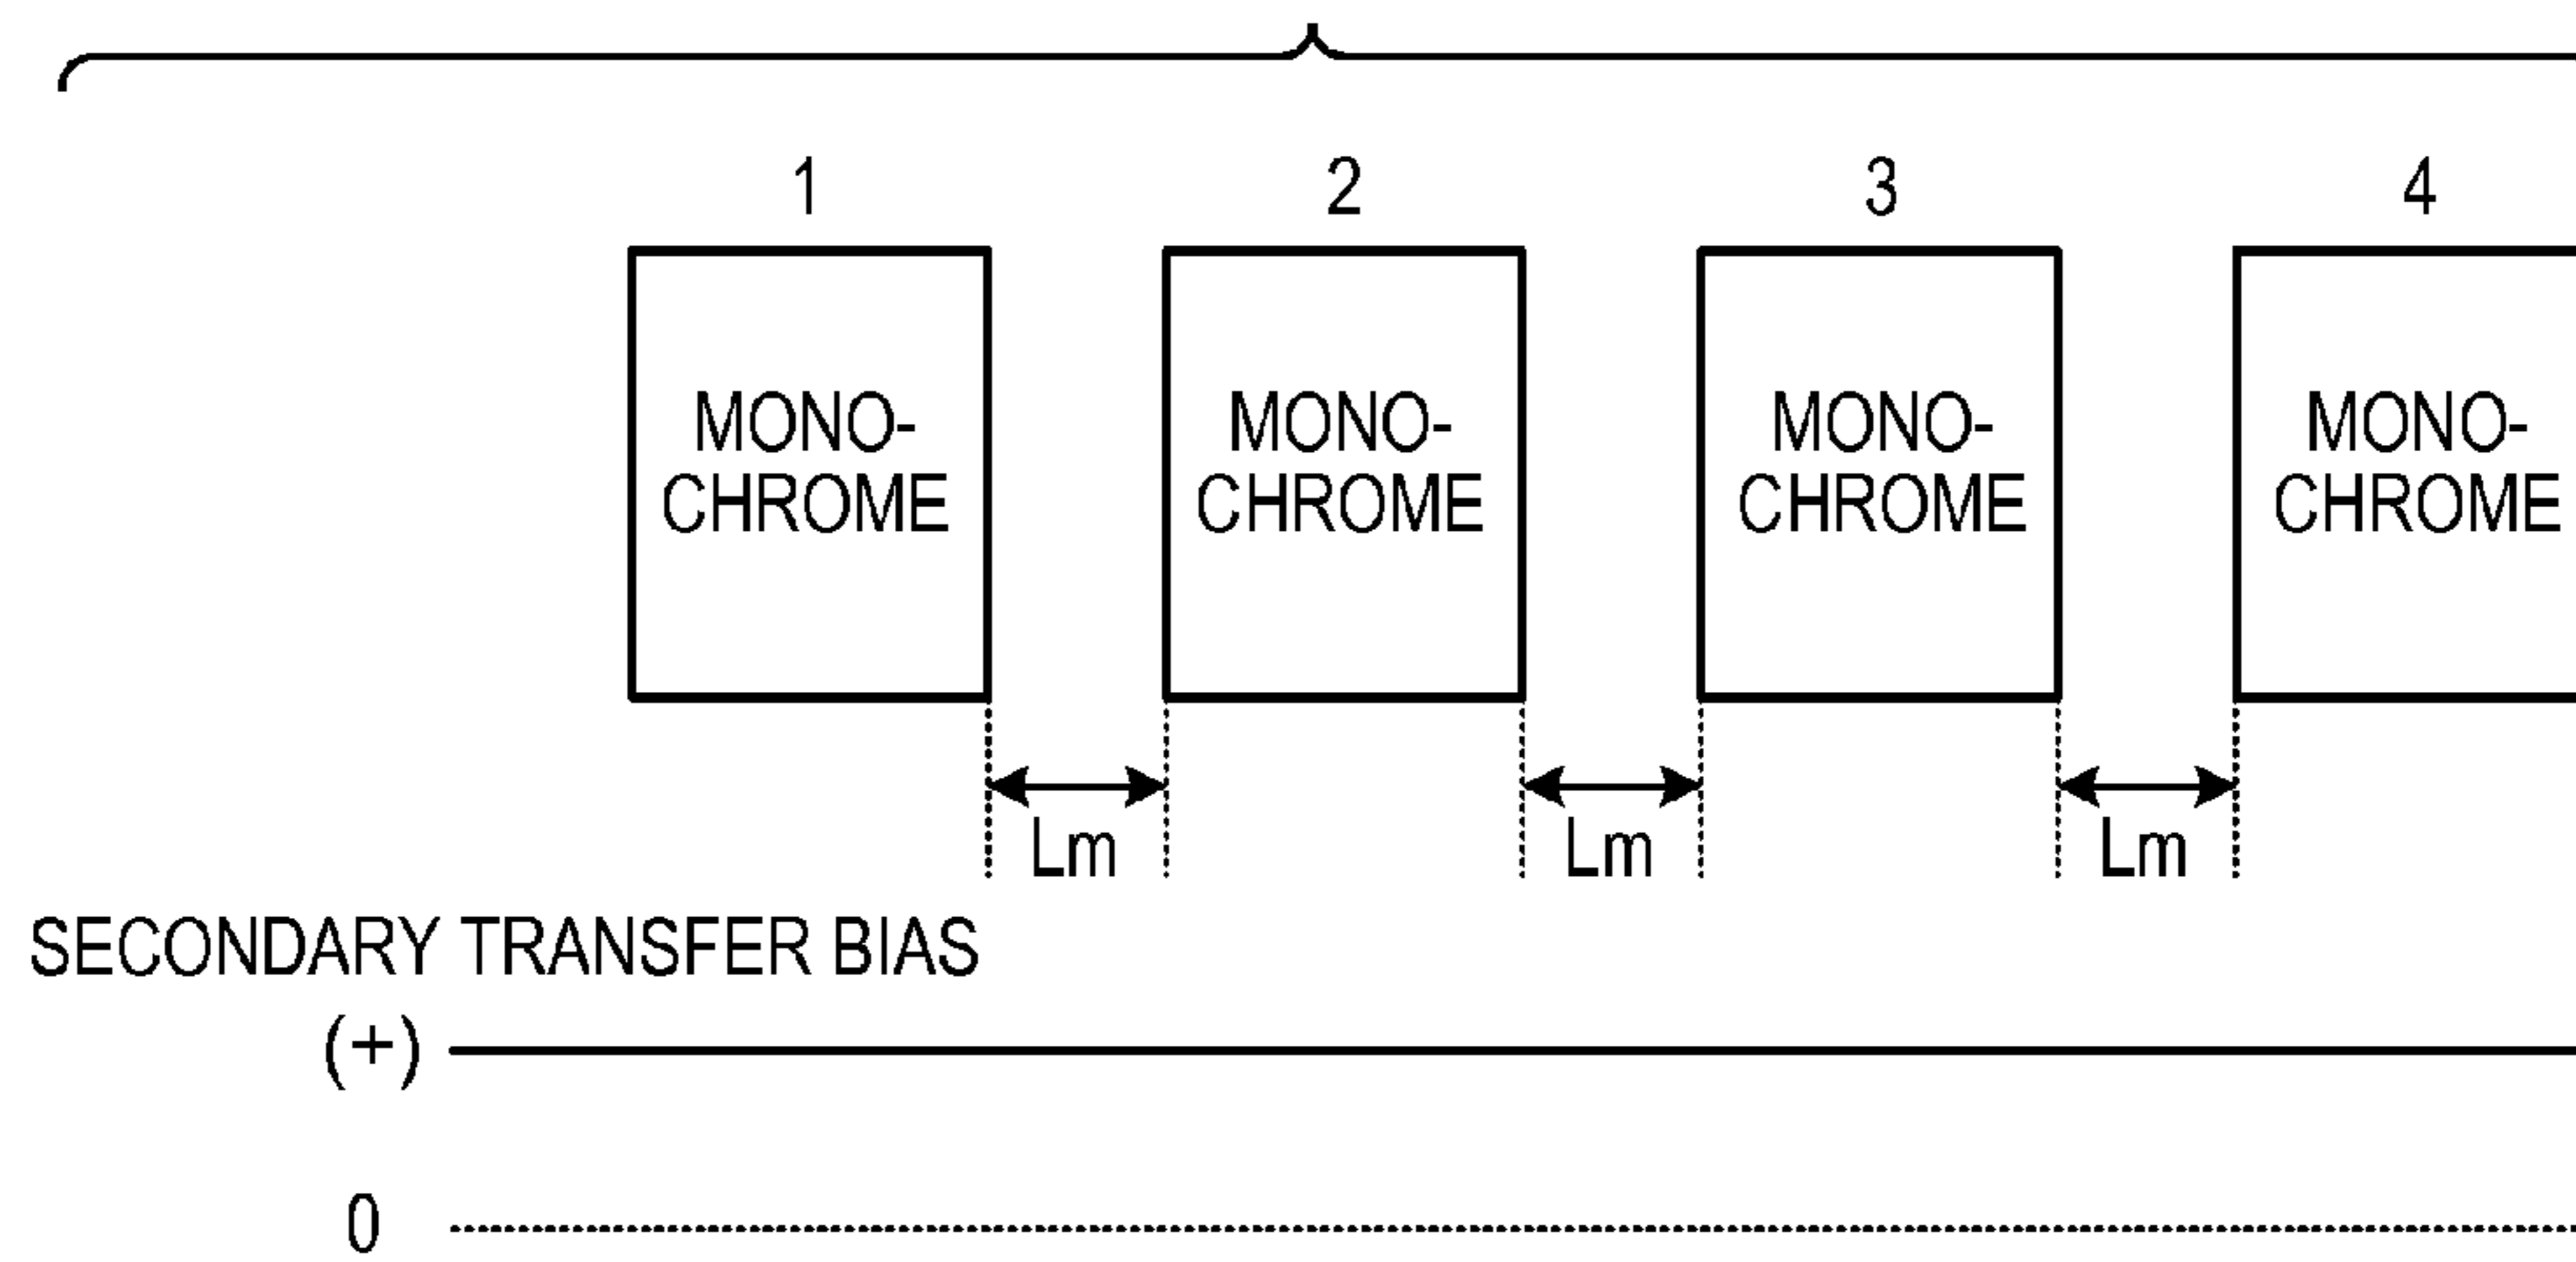 1 2 3 4
MONO- MONO- MONO- MONO-
CHROME CHROME CHROME CHROME
Lm Lm Lm
SECONDARY TRANSFER BIAS
(+)
0